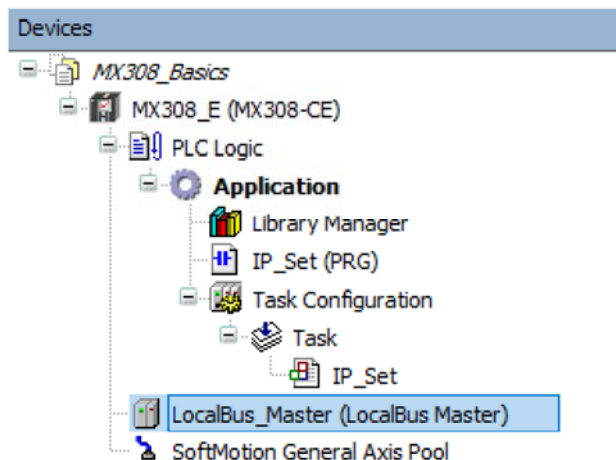 Devices
MX308_Basics
MX308_E (MX308-CE)
PLC Logic
Application
Library Manager
IP_Set (PRG)
Task Configuration
Task
IP_Set
LocalBus_Master (LocalBus Master)
SoftMotion General Axis Pool